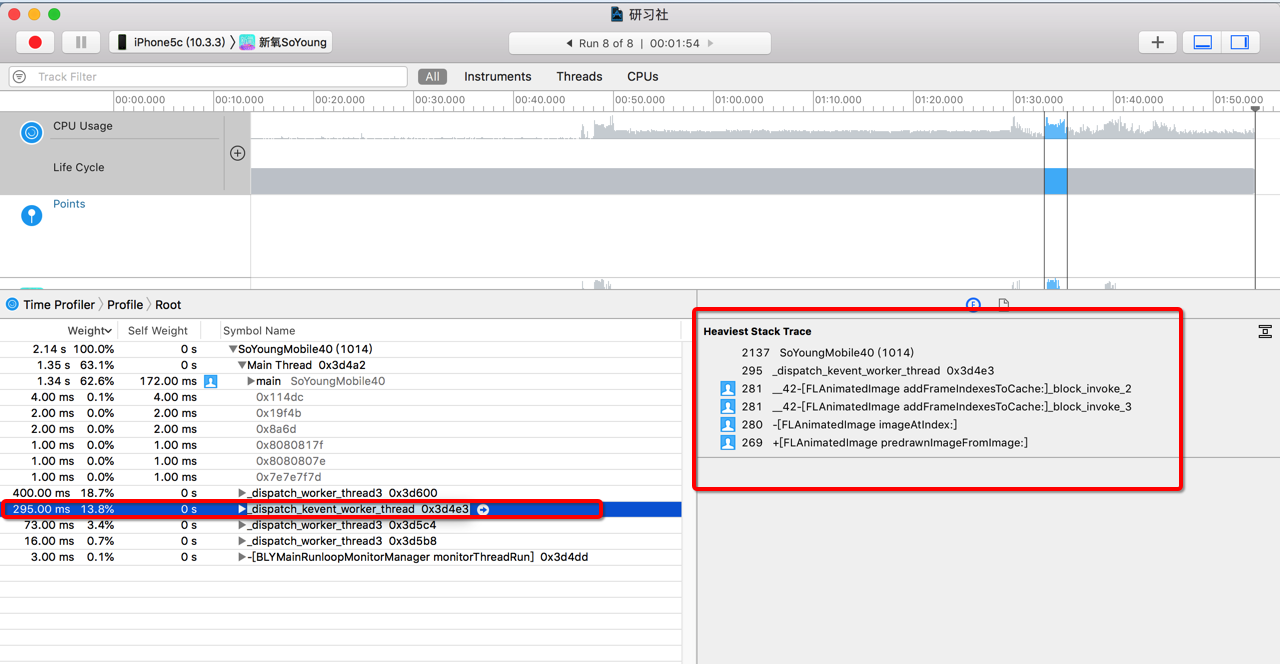 研习社
iPhone5c (10.3.3) 新氧SoYoung
Run 8 of 8 | 00:01:54
Track Filter
All Instruments Threads CPUs
00:00.000 00:10.000 00:20.000 00:30.000 00:40.000 00:50.000 01:00.000 01:10.000 01:20.000 01:30.000 01:40.000 01:50.000
CPU Usage
Life Cycle
Points
Time Profiler Profile Root
Weight Self Weight Symbol Name
2.14 s 100.0% 0 s SoYoungMobile40 (1014)
1.35 s 63.1% 0 s Main Thread 0x3d4a2
1.34 s 62.6% 172.00 ms main SoYoungMobile40
4.00 ms 0.1% 4.00 ms 0x114dc
2.00 ms 0.0% 2.00 ms 0x19f4b
2.00 ms 0.0% 2.00 ms 0x8a6d
1.00 ms 0.0% 1.00 ms 0x8080817f
1.00 ms 0.0% 1.00 ms 0x8080807e
1.00 ms 0.0% 1.00 ms 0x7e7e7f7d
400.00 ms 18.7% 0 s _dispatch_worker_thread3 0x3d600
295.00 ms 13.8% 0 s _dispatch_kevent_worker_thread 0x3d4e3
73.00 ms 3.4% 0 s _dispatch_worker_thread3 0x3d5c4
16.00 ms 0.7% 0 s _dispatch_worker_thread3 0x3d5b8
3.00 ms 0.1% 0 s -[BLYMainRunloopMonitorManager monitorThreadRun] 0x3d4dd
E
Heaviest Stack Trace
2137 SoYoungMobile40 (1014)
295 _dispatch_kevent_worker_thread 0x3d4e3
281 __42-[FLAnimatedImage addFrameIndexesToCache:]_block_invoke_2
281 __42-[FLAnimatedImage addFrameIndexesToCache:]_block_invoke_3
280 -[FLAnimatedImage imageAtIndex:]
269 +[FLAnimatedImage predrawnImageFromImage:]